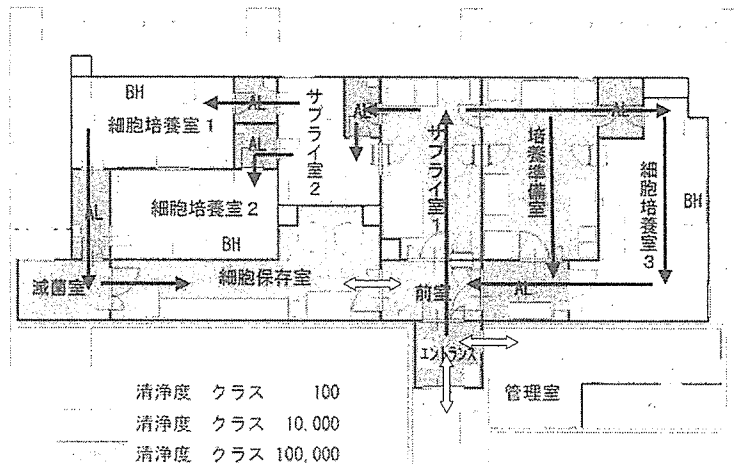 BH
細胞培養室 1
AL
AL
細胞培養室 2
BH
AL
サプライ室 2
AL
サプライ室 1
培養準備室
AL
細胞培養室 3
BH
滅菌室
細胞保存室
前室
AL
エントランス
管理室
清浄度 クラス 100
清浄度 クラス 10,000
清浄度 クラス 100,000